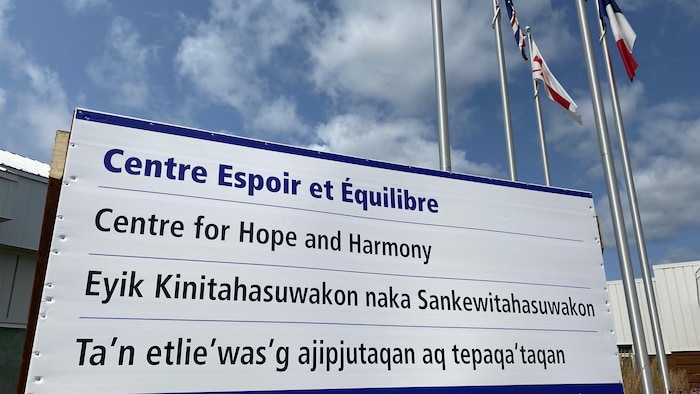 Centre Espoir et Équilibre
Centre for Hope and Harmony
Eyik Kinitahasuwakon naka Sankewitahasuwakon
Ta'n etlie'was'g ajipjutaqan aq tepaqa'taqan